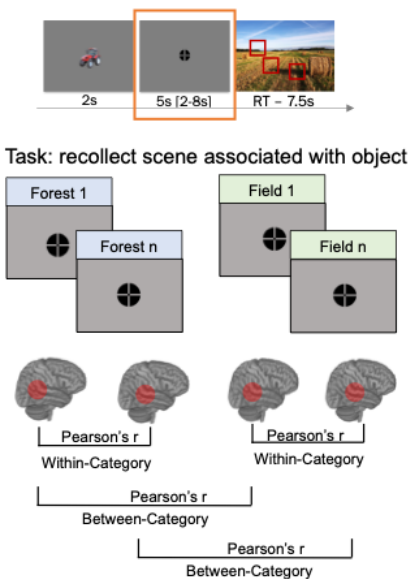 2s
5s [2-8s]
RT – 7.5s
Task: recollect scene associated with object
Forest 1
Field 1
Forest n
Field n
Pearson's r
Pearson's r
Within-Category
Within-Category
Pearson's r
Between-Category
Pearson's r
Between-Category